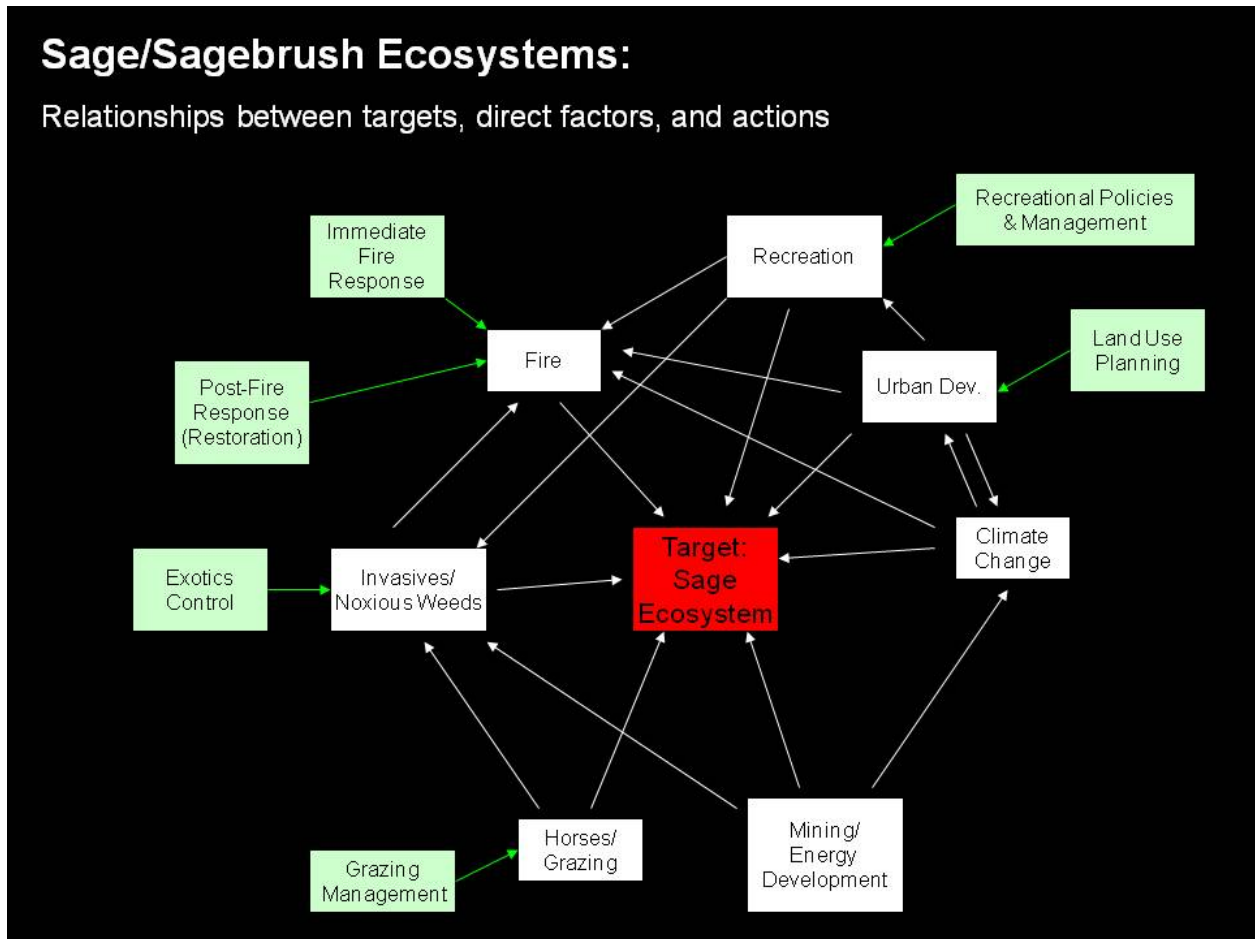 Sage/Sagebrush Ecosystems:
Relationships between targets, direct factors, and actions
Recreational Policies
& Management
Immediate
Fire
Response
Recreation
Fire
Land Use
Planning
Urban Dev.
Post-Fire
Response
(Restoration)
Target:
Sage
Ecosystem
Climate
Change
Exotics
Control
Invasives/
Noxious Weeds
Horses/
Grazing
Mining/
Energy
Development
Grazing
Management